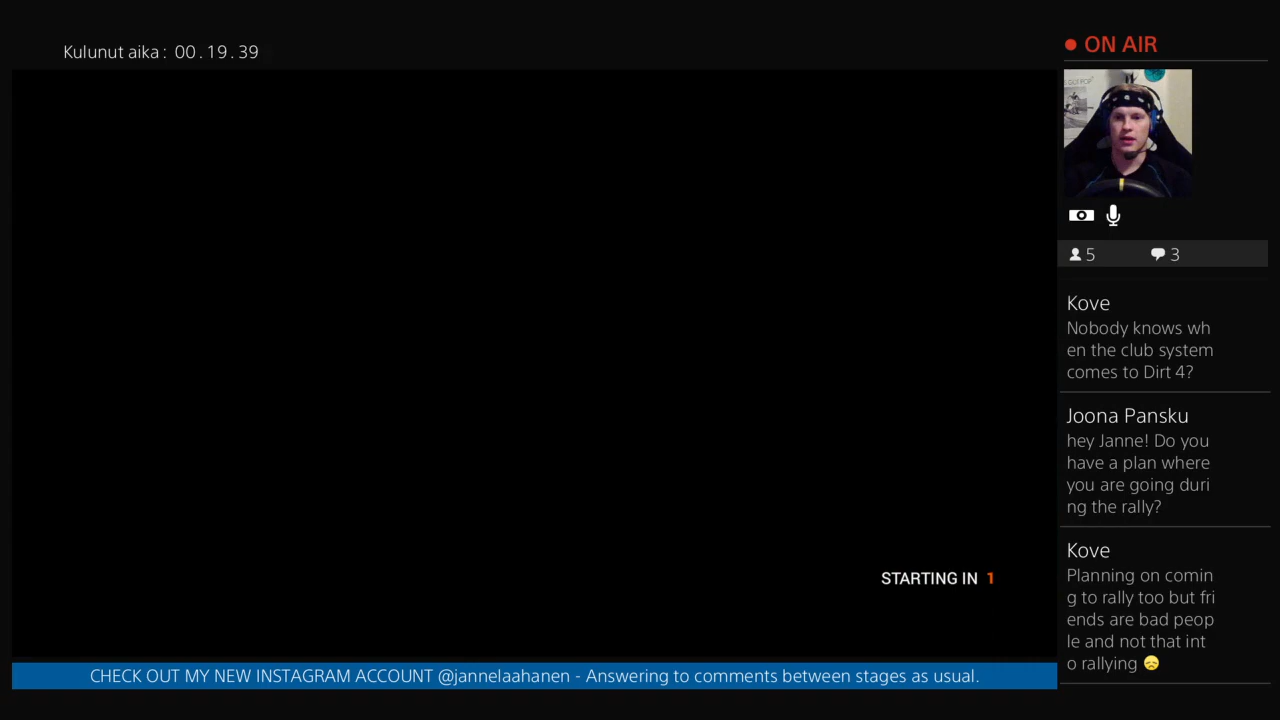 Kulunut aika : 00.19.39
ON AIR
5 3
Kove
Nobody knows wh
en the club system
comes to Dirt 4?
Joona Pansku
hey Janne! Do you
have a plan where
you are going duri
ng the rally?
Kove
Planning on comin
g to rally too but fri
ends are bad peop
le and not that int
o rallying 😞
STARTING IN 1
CHECK OUT MY NEW INSTAGRAM ACCOUNT @jannelaahanen - Answering to comments between stages as usual.